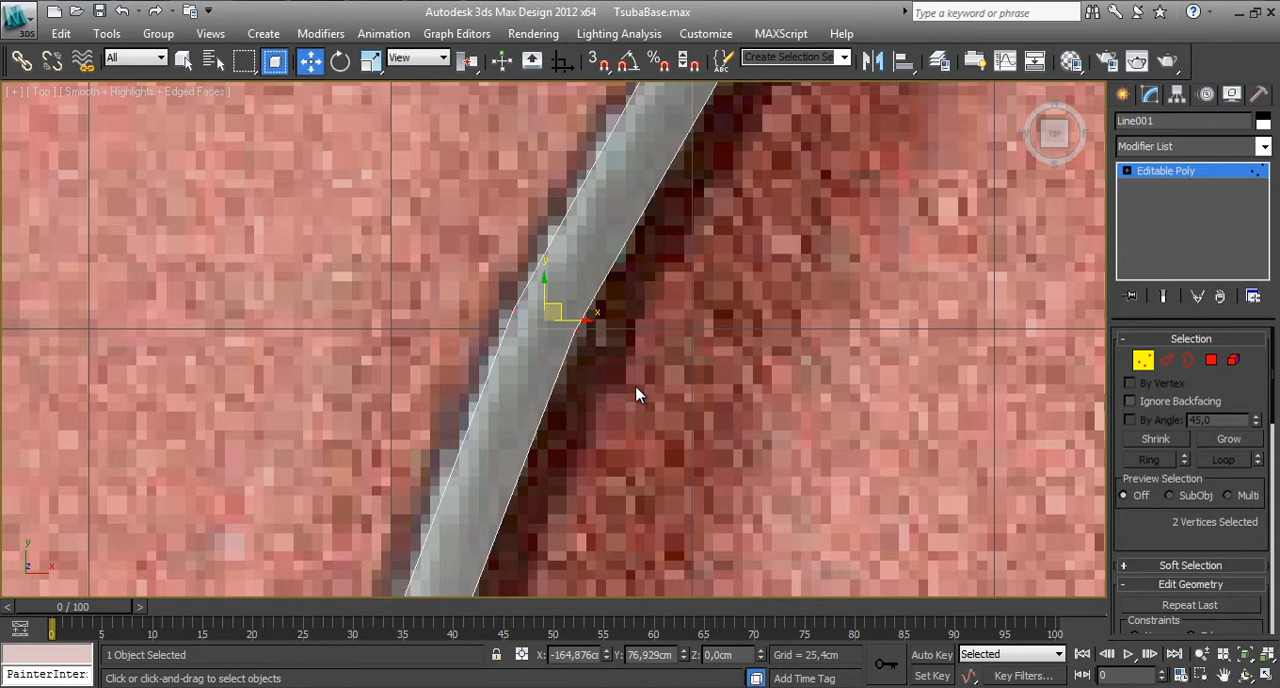 3DS
Autodesk 3ds Max Design 2012 x64 TsubaBase.max
Type a keyword or phrase
Edit Tools Group Views Create Modifiers Animation Graph Editors Rendering Lighting Analysis Customize MAXScript Help
All
View
3
ABC
Create Selection Se
[ + ] [ Top ] [ Smooth + Highlights + Edged Faces ]
TOP
y
x
Line001
Modifier List
Editable Poly
- Selection
By Vertex
Ignore Backfacing
By Angle: 45,0
Shrink Grow
Ring Loop
Preview Selection
Off SubObj Multi
2 Vertices Selected
+ Soft Selection
- Edit Geometry
Repeat Last
Constraints
y
z x
< 0 / 100 >
0 5 10 15 20 25 30 35 40 45 50 55 60 65 70 75 80 85 90 95 100
1 Object Selected X: -164,876cm Y: 76,929cm Z: 0,0cm Grid = 25,4cm Auto Key Selected
PainterInter: Click or click-and-drag to select objects Add Time Tag Set Key Key Filters... 0